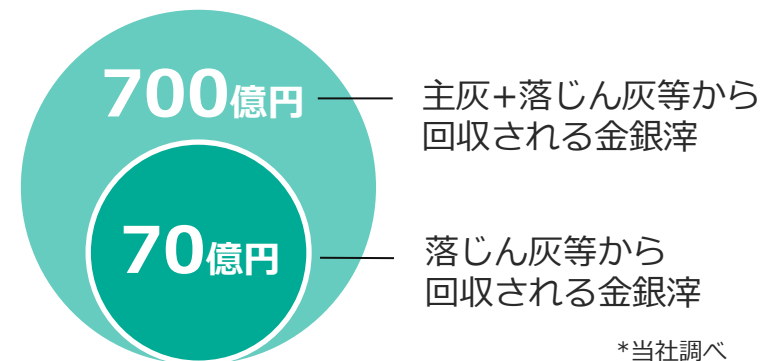 700億円
主灰+落じん灰等から
回収される金銀滓
70億円
落じん灰等から
回収される金銀滓
*当社調べ